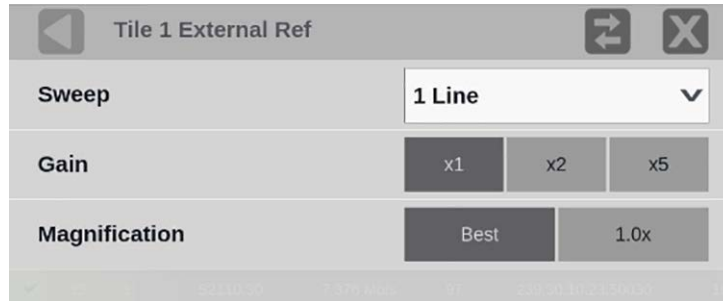 Tile 1 External Ref
Sweep
1 Line
Gain
x1 x2 x5
Magnification
Best 1.0x